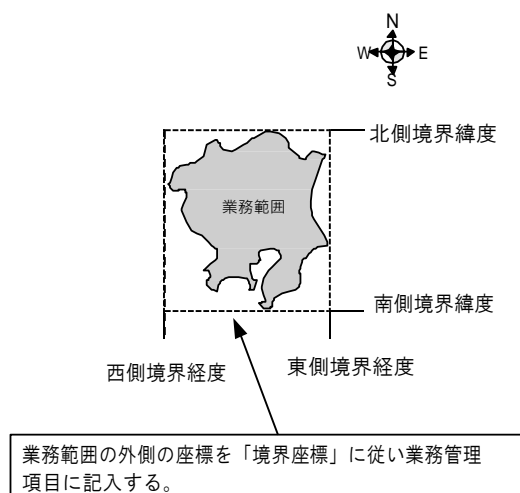 N
W E
S
北側境界緯度
業務範囲
南側境界緯度
西側境界経度
東側境界経度
業務範囲の外側の座標を「境界座標」に従い業務管理
項目に記入する。